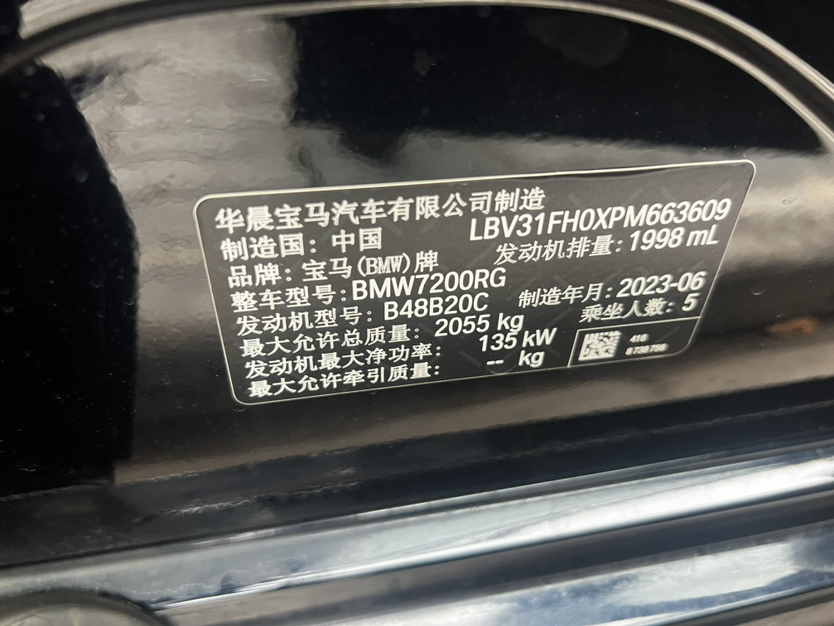 华晨宝马汽车有限公司制造
LBV31FH0XPM663609
制造国：中国
发动机排量：1998 mL
品牌：宝马(BMW)牌
整车型号：BMW7200RG
制造年月：2023-06
发动机型号：B48B20C
乘坐人数：5
最大允许总质量：2055 kg
发动机最大净功率：135 kW
最大允许牵引质量：-- kg
416